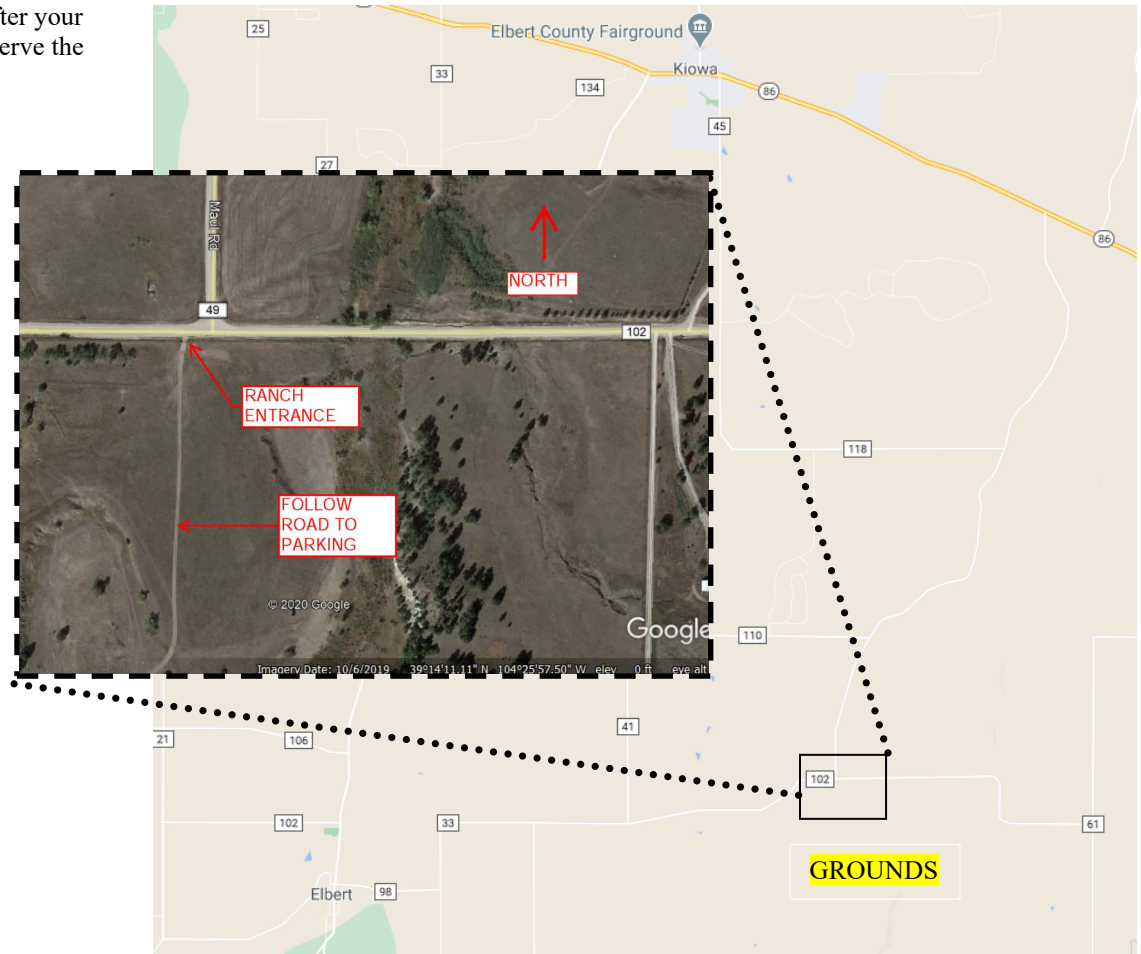 fter your
erve the
25
Elbert County Fairground
Kiowa
33
134
86
45
27
Maul Rd
NORTH
86
49
102
RANCH
ENTRANCE
118
FOLLOW
ROAD TO
PARKING
© 2020 Google
Google
110
Imagery Date: 10/6/2019 39°14'11.11" N 104°25'57.50" W elev 0 ft eye alt
41
21
106
102
102
33
61
GROUNDS
Elbert
98